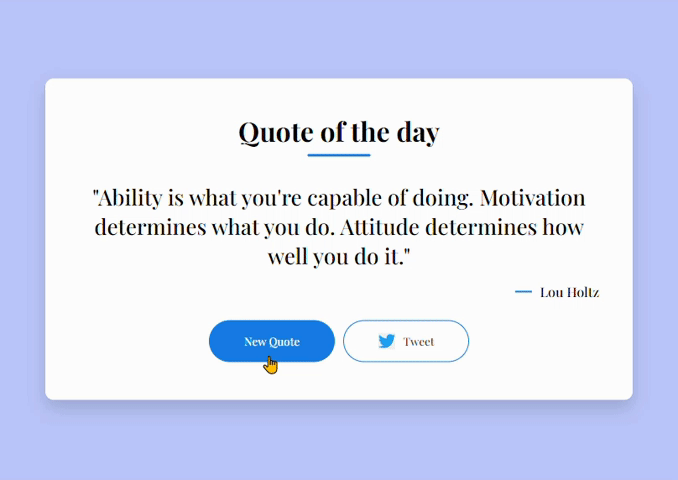 Quote of the day
"Ability is what you're capable of doing. Motivation
determines what you do. Attitude determines how
well you do it."
Lou Holtz
New Quote
Tweet